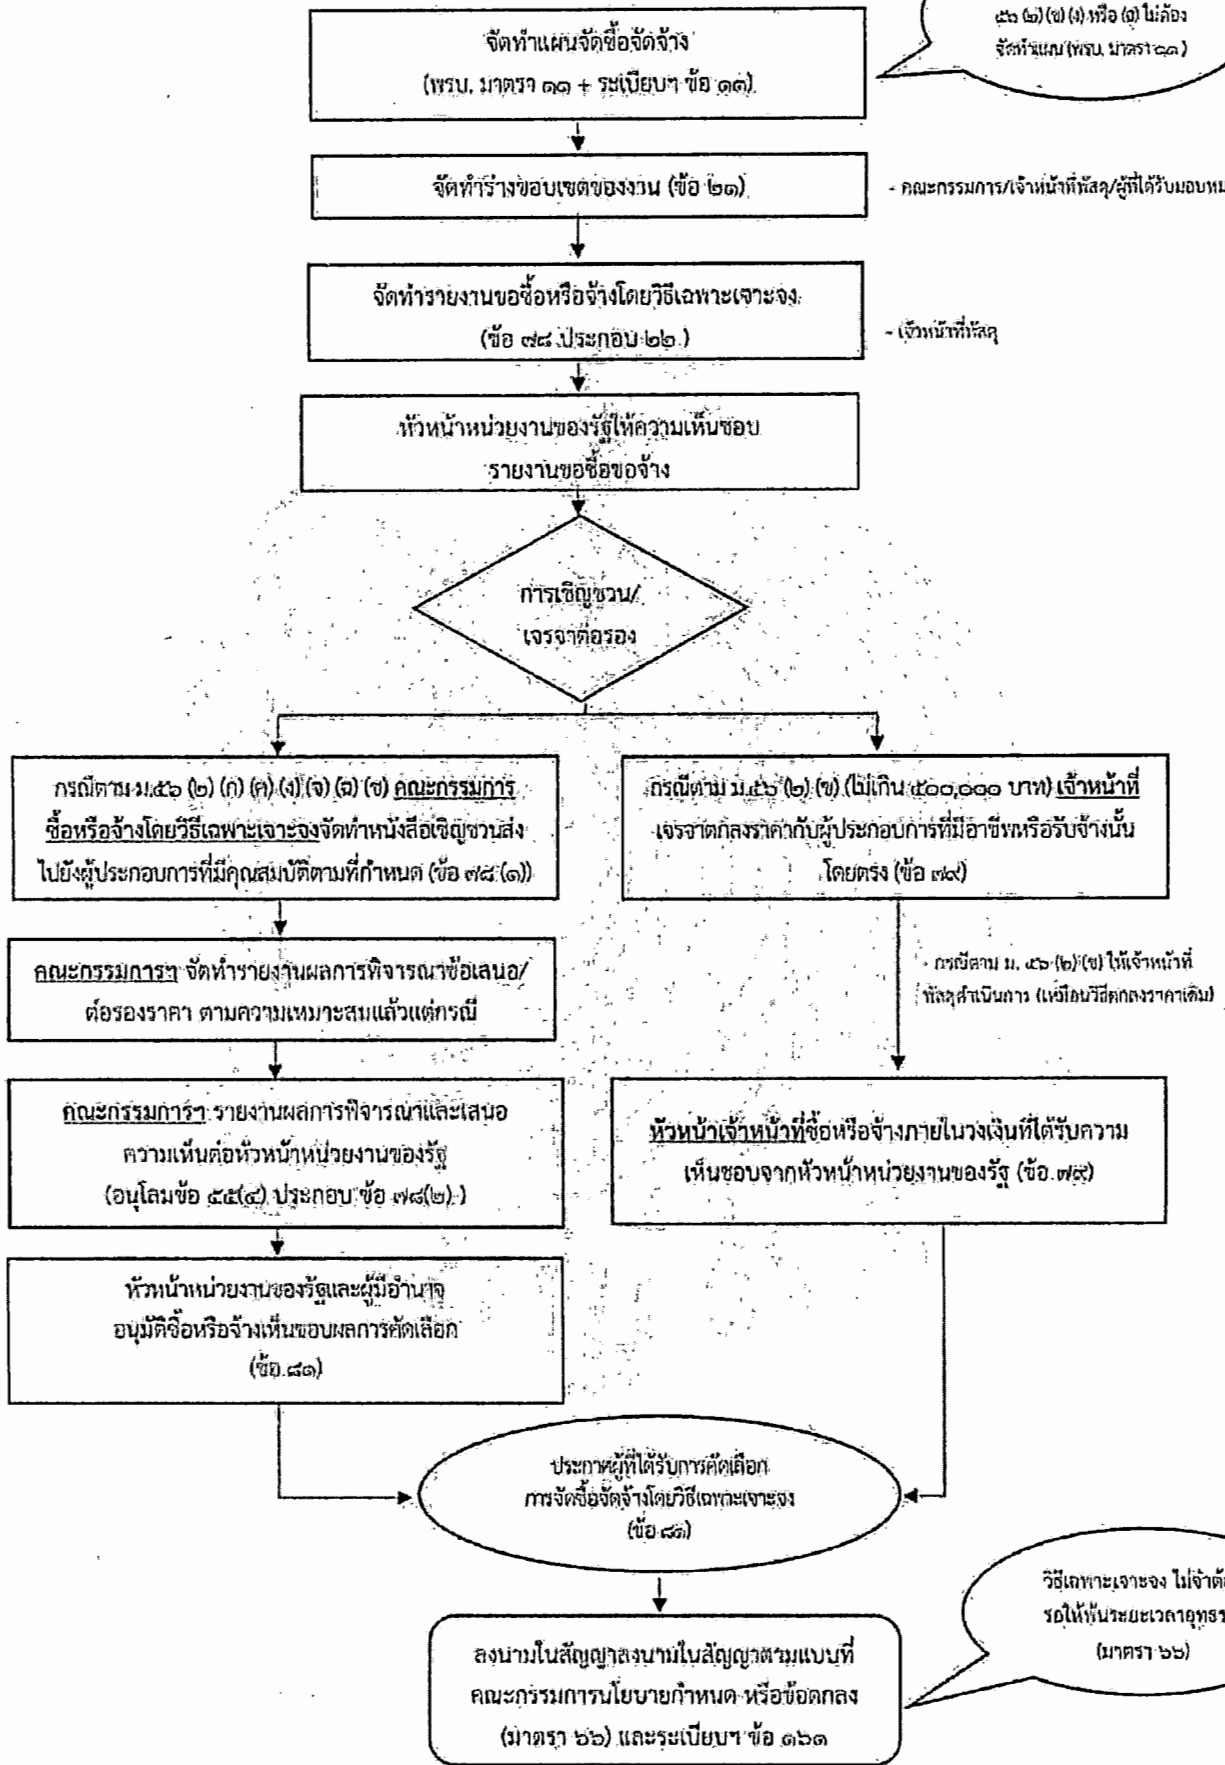 ๕๖ (๒) (ข) (ง) หรือ (ฉ) ไม่ต้อง
จัดทำแผน (พรบ. มาตรา ๑๑)
จัดทำแผนจัดซื้อจัดจ้าง
(พรบ. มาตรา ๑๑ + ระเบียบฯ ข้อ ๑๑)
จัดทำร่างขอบเขตของงาน (ข้อ ๒๑)
- คณะกรรมการ/เจ้าหน้าที่พัสดุ/ผู้ที่ได้รับมอบหม
จัดทำรายงานขอซื้อหรือจ้างโดยวิธีเฉพาะเจาะจง
(ข้อ ๗๘ ประกอบ ๒๒ )
- เจ้าหน้าที่พัสดุ
หัวหน้าหน่วยงานของรัฐให้ความเห็นชอบ
รายงานขอซื้อขอจ้าง
การเชิญชวน/
เจรจาต่อรอง
กรณีตาม ม.๕๖ (๒) (ก) (ค) (ง) (จ) (ฉ) (ช) คณะกรรมการ
ซื้อหรือจ้างโดยวิธีเฉพาะเจาะจงจัดทำหนังสือเชิญชวนส่ง
ไปยังผู้ประกอบการที่มีคุณสมบัติตามที่กำหนด (ข้อ ๗๘ (๑))
กรณีตาม ม.๕๖ (๒) (ข) (ไม่เกิน ๕๐๐,๐๐๐ บาท) เจ้าหน้าที่
เจรจาตกลงราคากับผู้ประกอบการที่มีอาชีพหรือรับจ้างนั้น
โดยตรง (ข้อ ๗๙)
คณะกรรมการฯ จัดทำรายงานผลการพิจารณาข้อเสนอ/
ต่อรองราคา ตามความเหมาะสมแล้วแต่กรณี
- กรณีตาม ม. ๕๖ (๒) (ข) ให้เจ้าหน้าที่
พัสดุดำเนินการ (เหมือนวิธีตกลงราคาเดิม)
คณะกรรมการฯ รายงานผลการพิจารณาและเสนอ
ความเห็นต่อหัวหน้าหน่วยงานของรัฐ
(อนุโลมข้อ ๕๕(๔) ประกอบ ข้อ ๗๘(๒) )
หัวหน้าเจ้าหน้าที่ซื้อหรือจ้างภายในวงเงินที่ได้รับความ
เห็นชอบจากหัวหน้าหน่วยงานของรัฐ (ข้อ ๗๙)
หัวหน้าหน่วยงานของรัฐและผู้มีอำนาจ
อนุมัติซื้อหรือจ้างเห็นชอบผลการคัดเลือก
(ข้อ ๘๑)
ประกาศผู้ที่ได้รับการคัดเลือก
การจัดซื้อจัดจ้างโดยวิธีเฉพาะเจาะจง
(ข้อ ๘๑)
วิธีเฉพาะเจาะจง ไม่จำต้
รอให้พ้นระยะเวลาอุทธร
(มาตรา ๖๖)
ลงนามในสัญญาลงนามในสัญญาตามแบบที่
คณะกรรมการนโยบายกำหนด หรือข้อตกลง
(มาตรา ๖๖) และระเบียบฯ ข้อ ๑๖๑